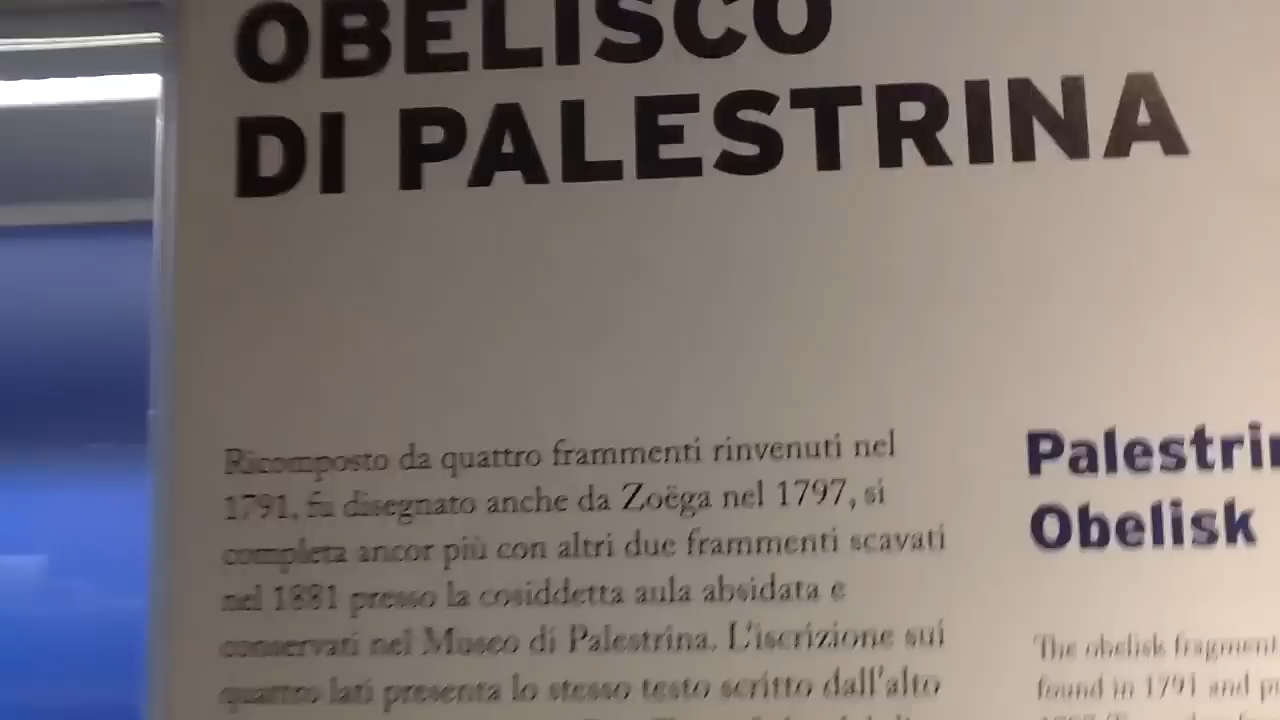 OBELISCO
DI PALESTRINA
Ricomposto da quattro frammenti rinvenuti nel
1791, fu disegnato anche da Zoëga nel 1797, si
completa ancor più con altri due frammenti scavati
nel 1881 presso la cosiddetta aula absidata e
conservati nel Museo di Palestrina. L'iscrizione sui
quattro lati presenta lo stesso testo scritto dall'alto
Palestrin
Obelisk
The obelisk fragment
found in 1791 and